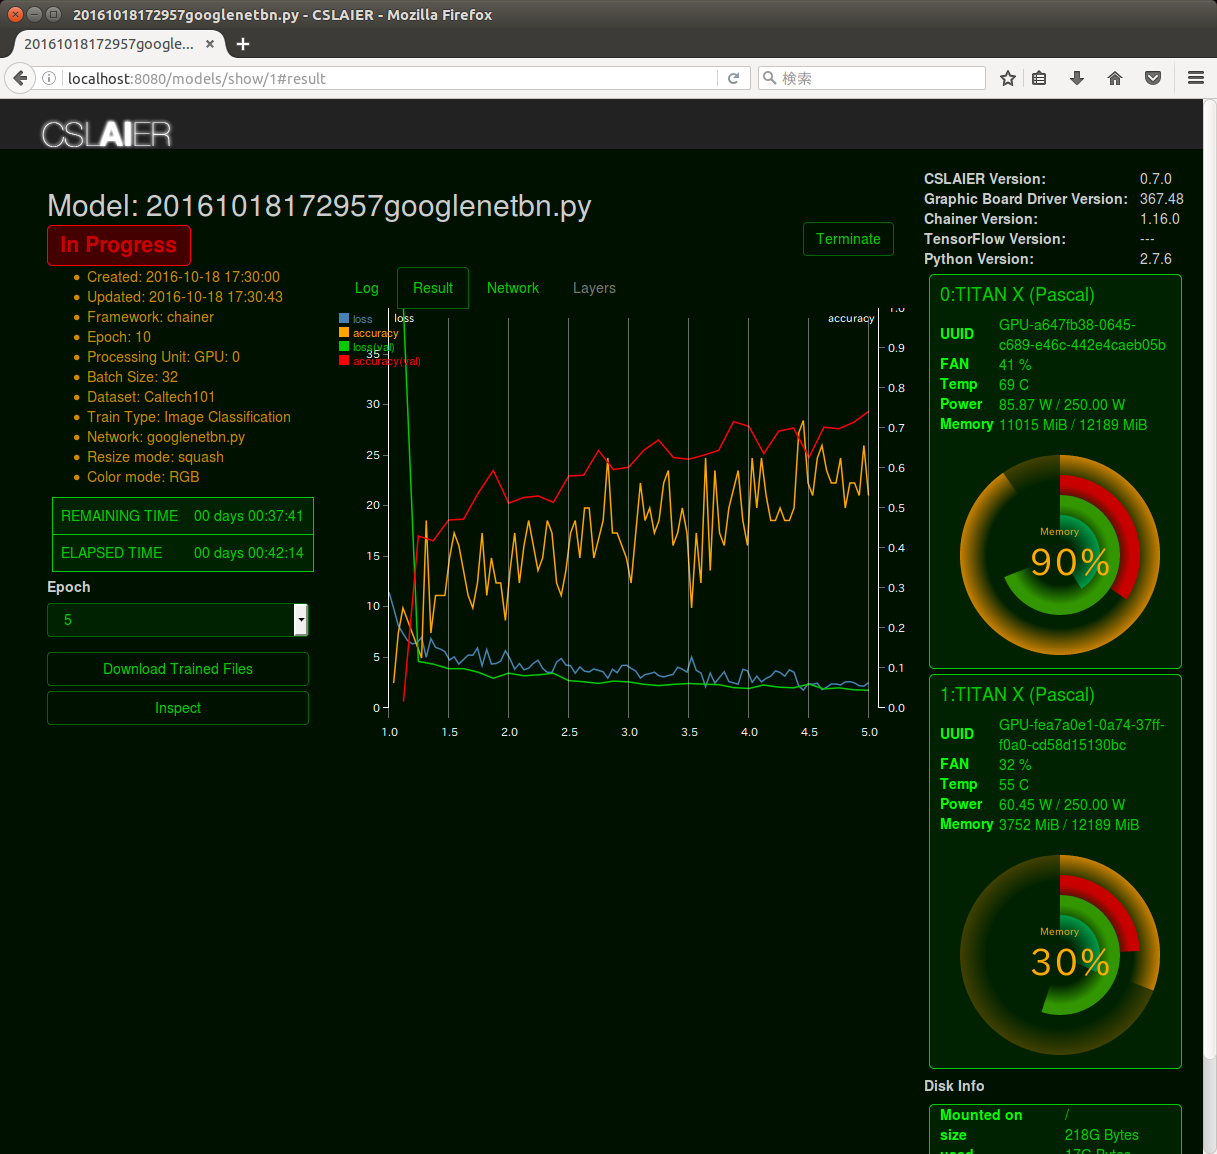 20161018172957googlenetbn.py - CSLAIER - Mozilla Firefox
20161018172957google...
localhost:8080/models/show/1#result
検索
CSLAIER
Model: 20161018172957googlenetbn.py
In Progress
Terminate
Created: 2016-10-18 17:30:00
Updated: 2016-10-18 17:30:43
Framework: chainer
Epoch: 10
Processing Unit: GPU: 0
Batch Size: 32
Dataset: Caltech101
Train Type: Image Classification
Network: googlenetbn.py
Resize mode: squash
Color mode: RGB
REMAINING TIME 00 days 00:37:41
ELAPSED TIME 00 days 00:42:14
Epoch
5
Download Trained Files
Inspect
Log Result Network Layers
loss
accuracy
loss(val)
accuracy(val)
loss
accuracy
35
30
25
20
15
10
5
0
1.0
0.9
0.8
0.7
0.6
0.5
0.4
0.3
0.2
0.1
0.0
1.0 1.5 2.0 2.5 3.0 3.5 4.0 4.5 5.0
CSLAIER Version: 0.7.0
Graphic Board Driver Version: 367.48
Chainer Version: 1.16.0
TensorFlow Version: ---
Python Version: 2.7.6
0:TITAN X (Pascal)
UUID GPU-a647fb38-0645-
c689-e46c-442e4caeb05b
FAN 41 %
Temp 69 C
Power 85.87 W / 250.00 W
Memory 11015 MiB / 12189 MiB
Memory
90%
1:TITAN X (Pascal)
UUID GPU-fea7a0e1-0a74-37ff-
f0a0-cd58d15130bc
FAN 32 %
Temp 55 C
Power 60.45 W / 250.00 W
Memory 3752 MiB / 12189 MiB
Memory
30%
Disk Info
Mounted on /
size 218G Bytes
used 17G Bytes